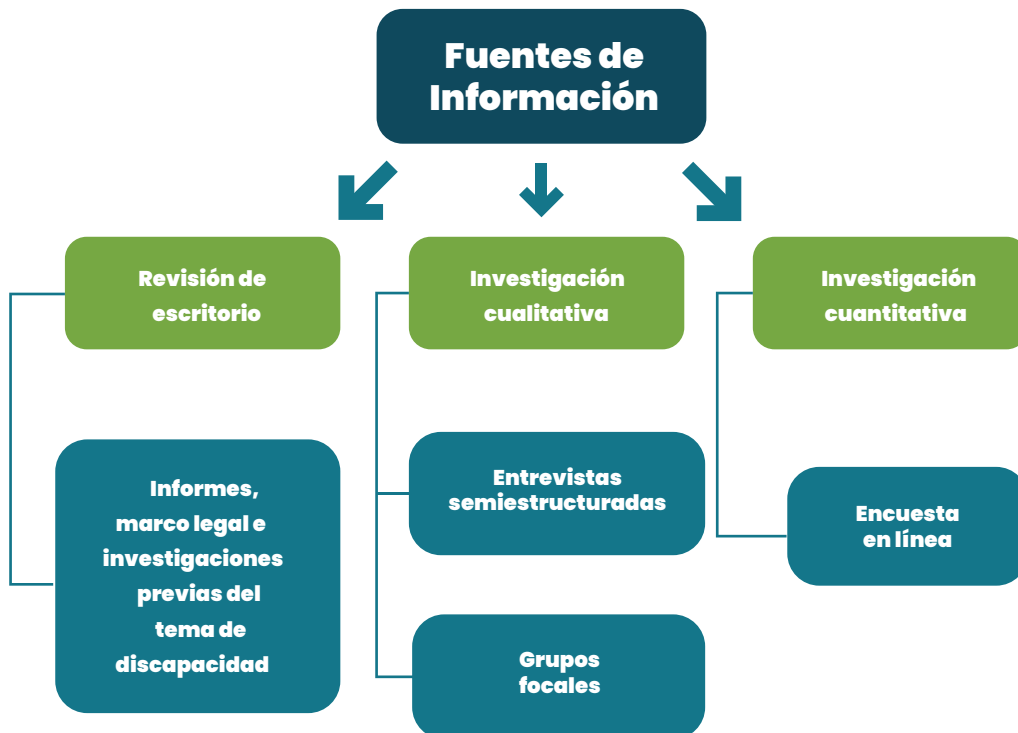 Fuentes de
Información
Revisión de
escritorio
Investigación
cualitativa
Investigación
cuantitativa
Informes,
marco legal e
investigaciones
previas del
tema de
discapacidad
Entrevistas
semiestructuradas
Grupos
focales
Encuesta
en línea